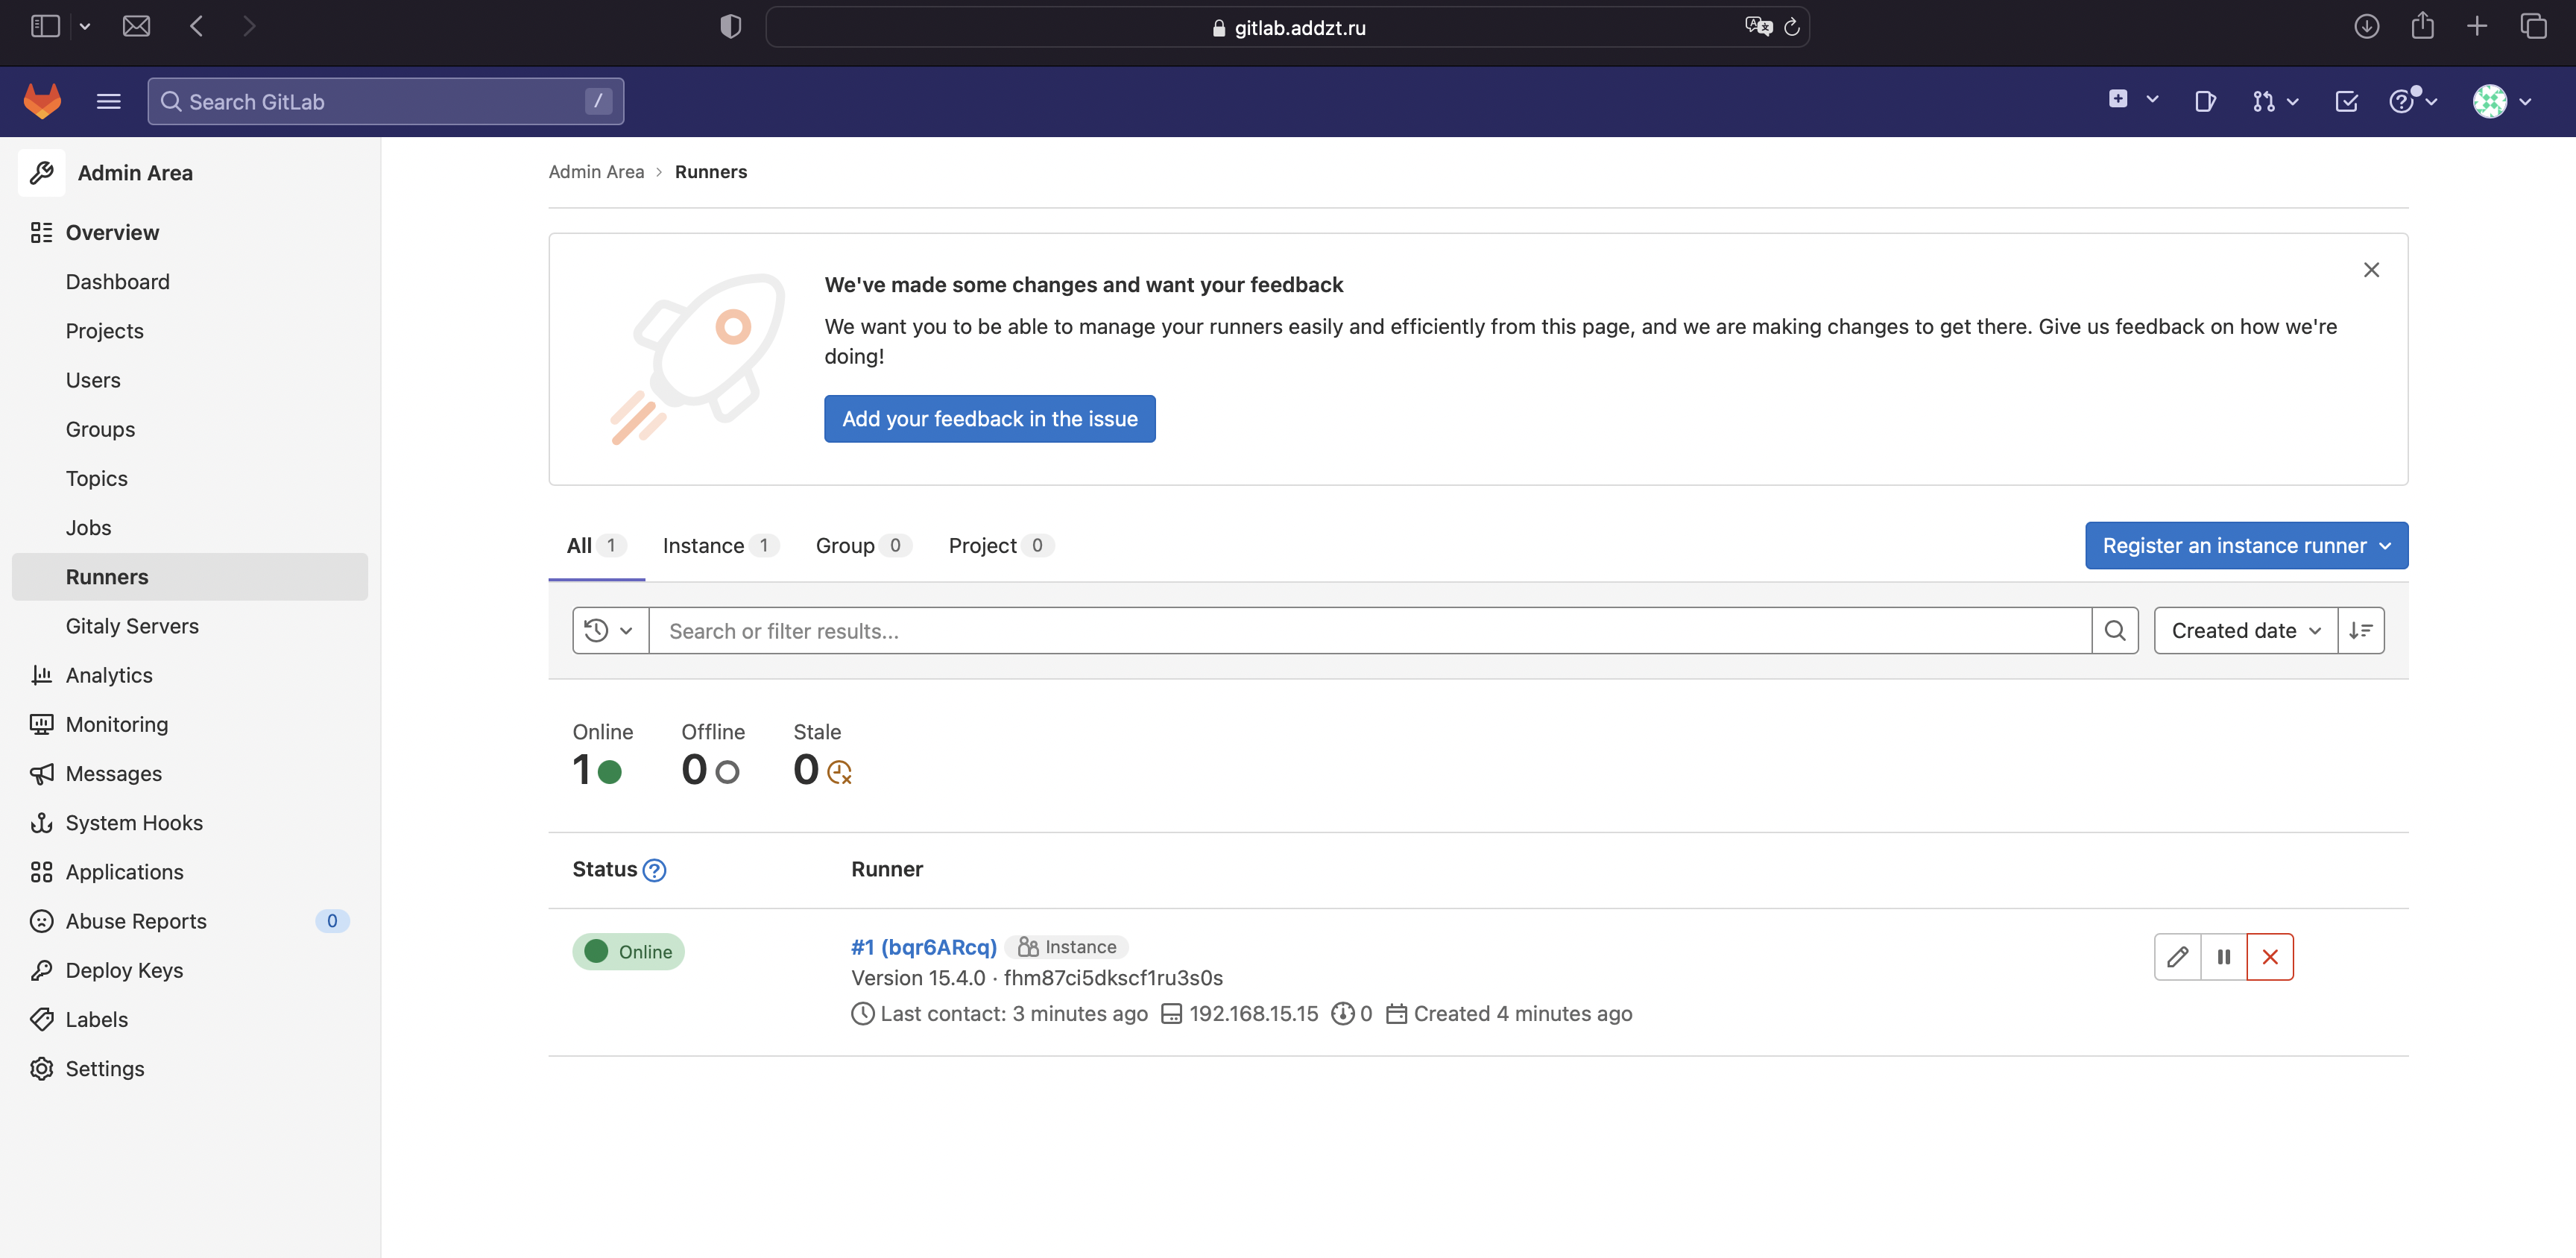 gitlab.addzt.ru
Search GitLab /
Admin Area
Overview
Dashboard
Projects
Users
Groups
Topics
Jobs
Runners
Gitaly Servers
Analytics
Monitoring
Messages
System Hooks
Applications
Abuse Reports 0
Deploy Keys
Labels
Settings
Admin Area › Runners
We've made some changes and want your feedback
We want you to be able to manage your runners easily and efficiently from this page, and we are making changes to get there. Give us feedback on how we're
doing!
Add your feedback in the issue
All 1 Instance 1 Group 0 Project 0 Register an instance runner
Search or filter results... Created date
Online Offline Stale
1 0 0
Status Runner
Online #1 (bqr6ARcq) Instance
Version 15.4.0 · fhm87ci5dkscf1ru3s0s
Last contact: 3 minutes ago 192.168.15.15 0 Created 4 minutes ago